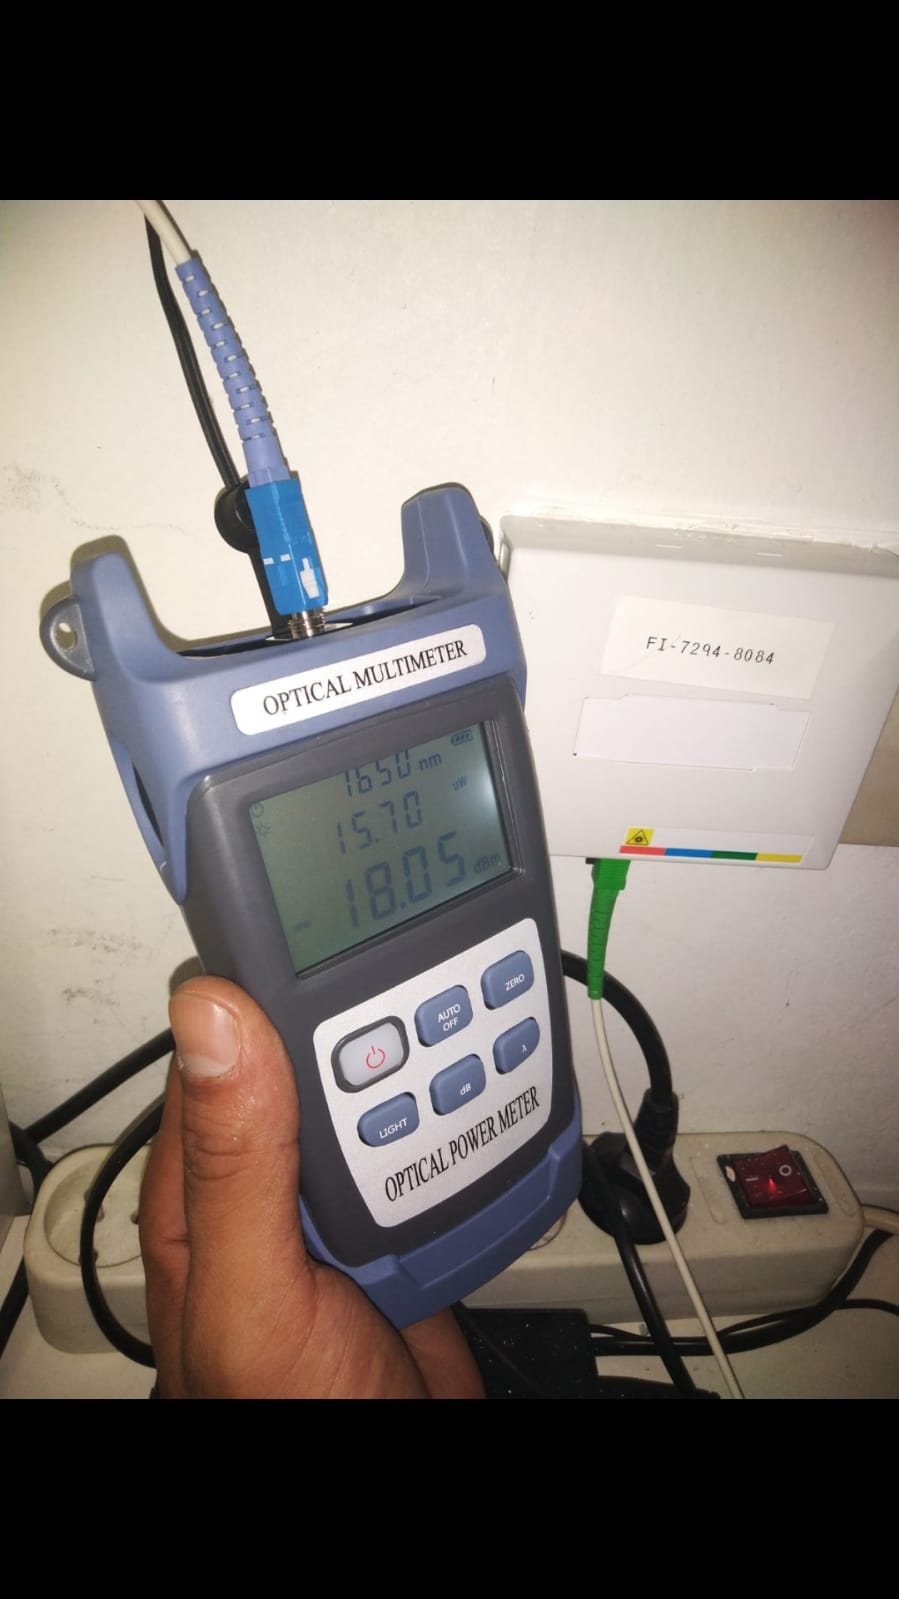 OPTICAL MULTIMETER
1650 nm
15.70 uW
-18.05 dBm
FI-7294-8084
AUTO OFF
ZERO
LIGHT
dB
λ
OPTICAL POWER METER